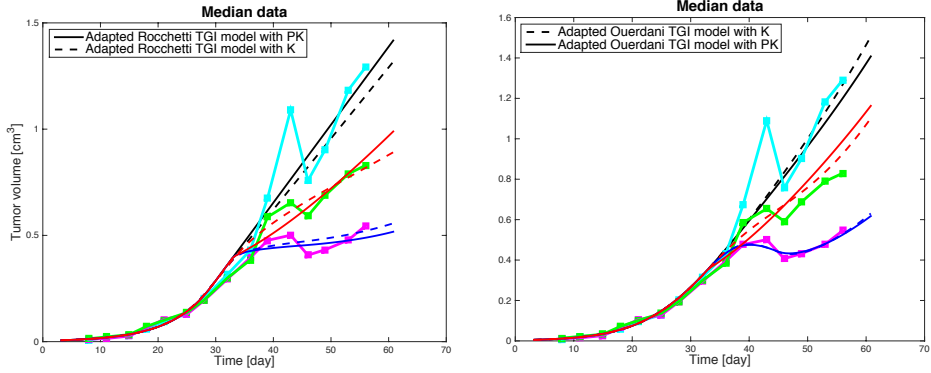 Median data
Adapted Rocchetti TGI model with PK
Adapted Rocchetti TGI model with K
Tumor volume [cm3]
1.5
1
0.5
0
0 10 20 30 40 50 60 70
Time [day]
Median data
Adapted Ouerdani TGI model with K
Adapted Ouerdani TGI model with PK
1.6
1.4
1.2
1
0.8
0.6
0.4
0.2
0
0 10 20 30 40 50 60 70
Time [day]